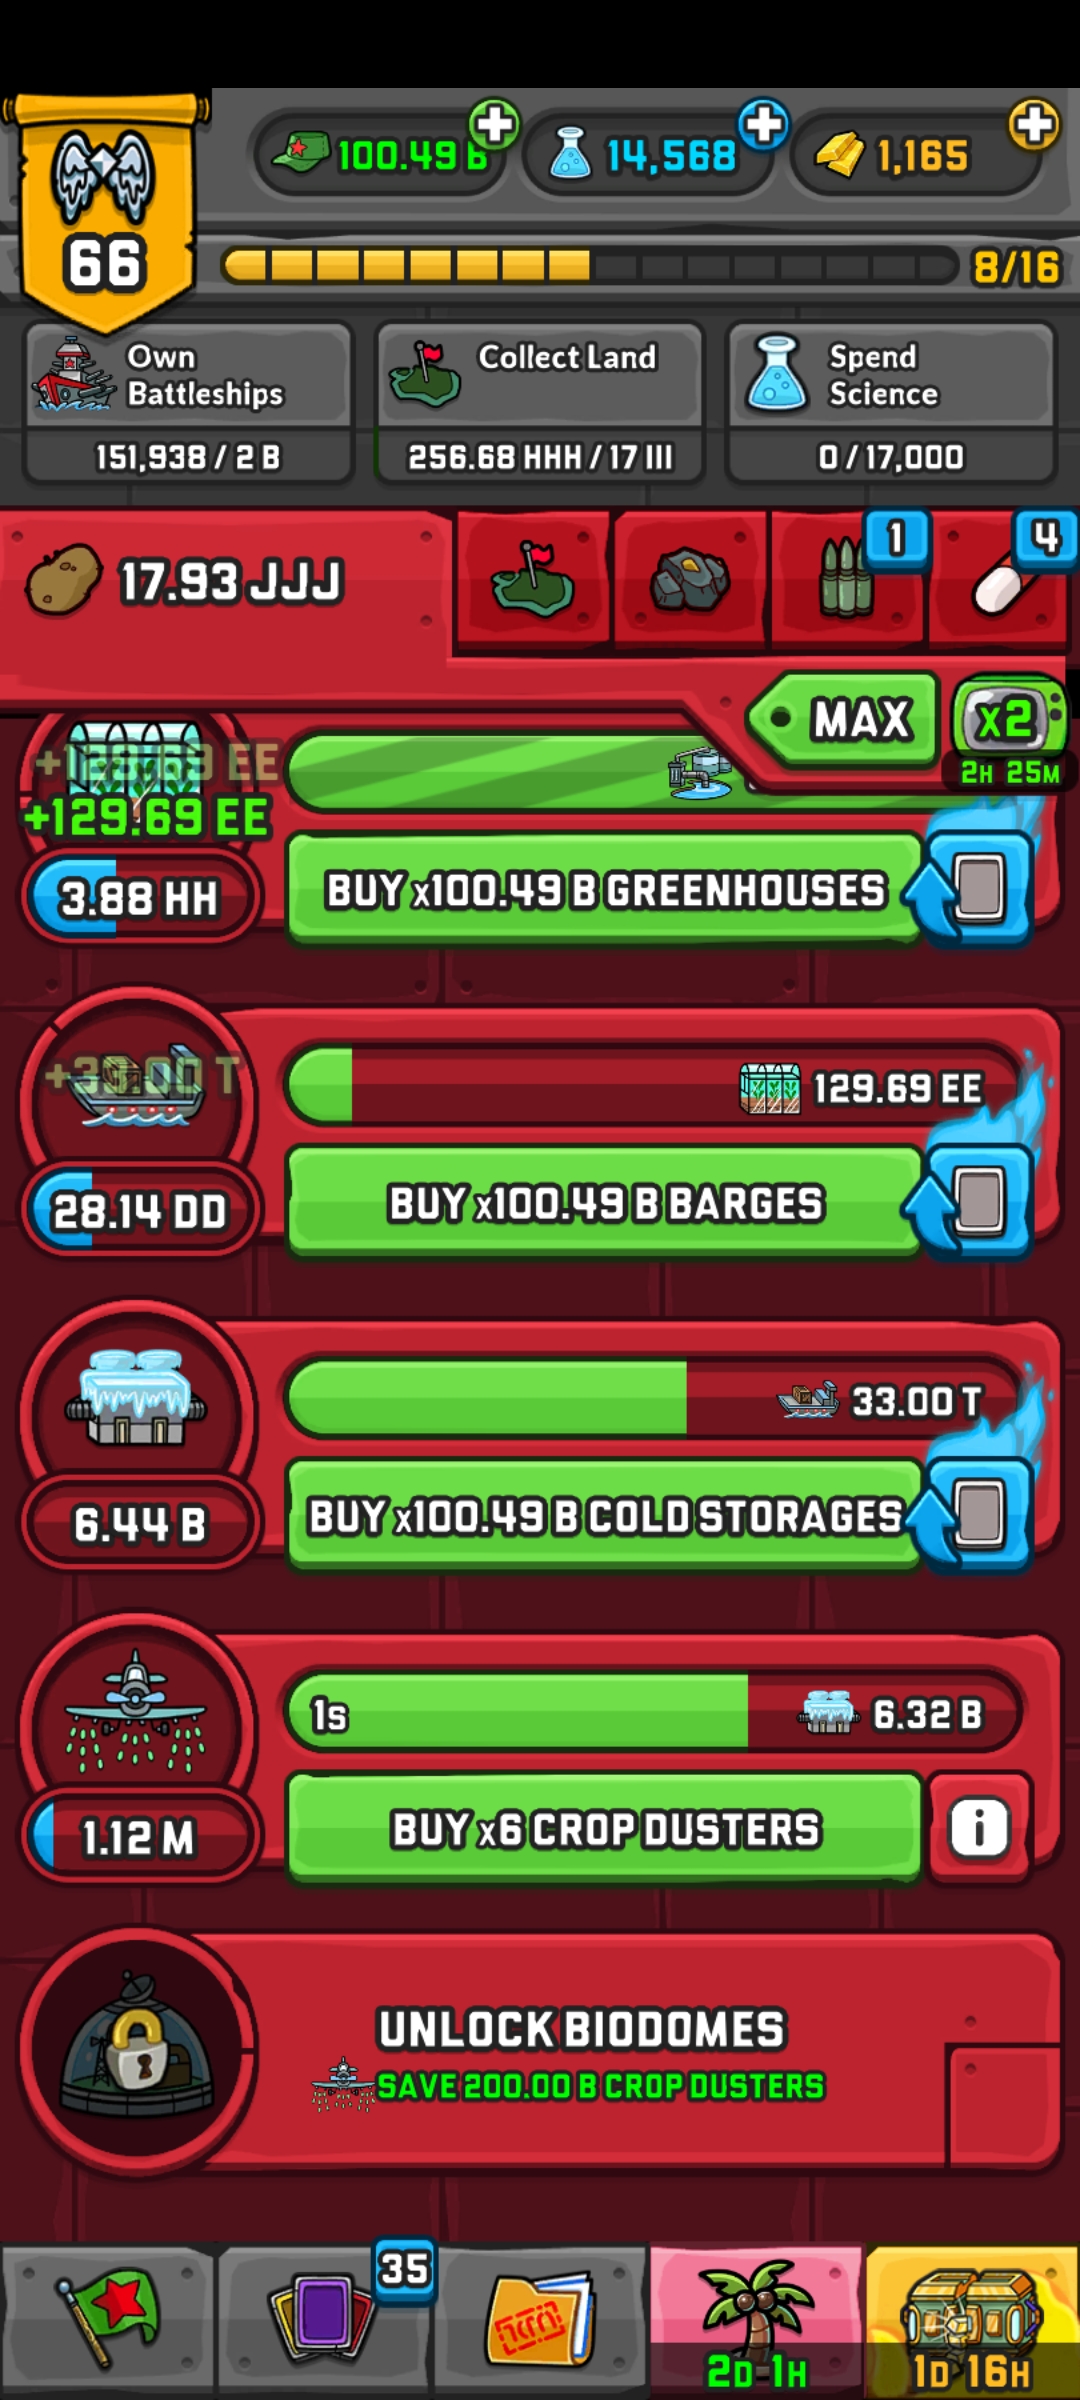 100.49 B
14,568
1,165
66
8/16
Own
Battleships
151,938 / 2 B
Collect Land
256.68 HHH / 17 III
Spend
Science
0 / 17,000
17.93 JJJ
1
4
MAX
x2
2H 25M
+129.69 EE
+129.69 EE
3.88 HH
BUY x100.49 B GREENHOUSES
129.69 EE
28.14 DD
BUY x100.49 B BARGES
33.00 T
6.44 B
BUY x100.49 B COLD STORAGES
1s
6.32 B
1.12 M
BUY x6 CROP DUSTERS
i
UNLOCK BIODOMES
SAVE 200.00 B CROP DUSTERS
35
2D 1H
1D 16H